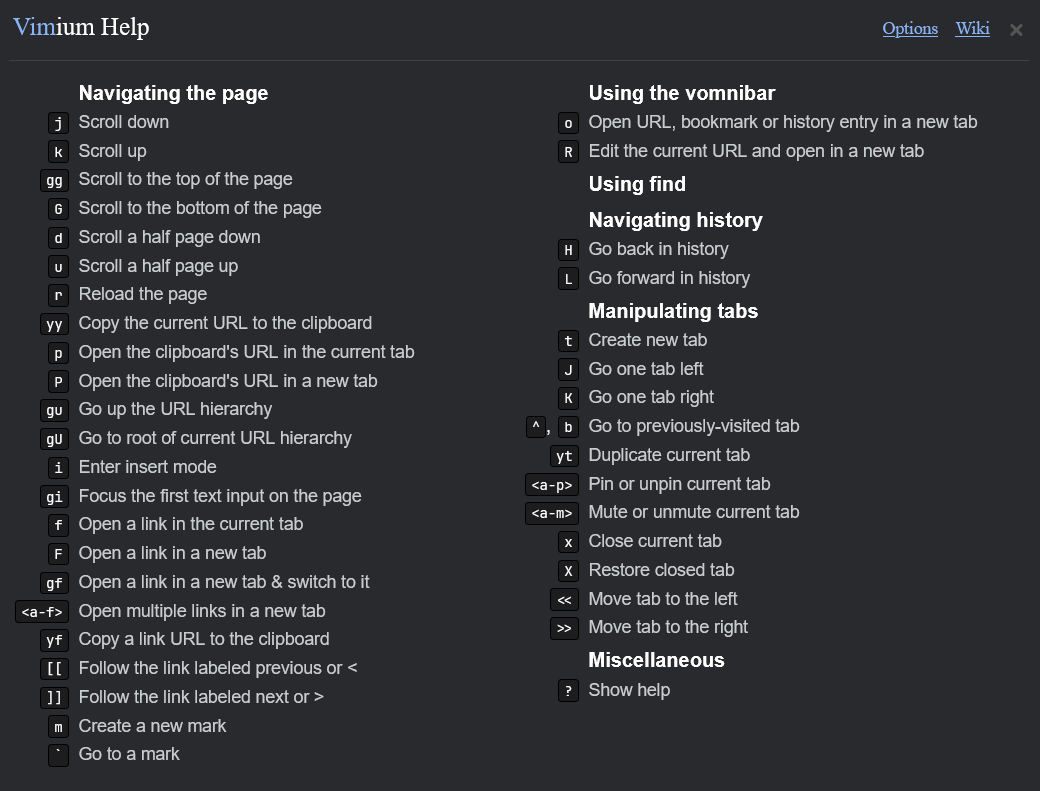 Vimium Help
Options Wiki ×
Navigating the page
j Scroll down
k Scroll up
gg Scroll to the top of the page
G Scroll to the bottom of the page
d Scroll a half page down
u Scroll a half page up
r Reload the page
yy Copy the current URL to the clipboard
p Open the clipboard's URL in the current tab
P Open the clipboard's URL in a new tab
gu Go up the URL hierarchy
gU Go to root of current URL hierarchy
i Enter insert mode
gi Focus the first text input on the page
f Open a link in the current tab
F Open a link in a new tab
gf Open a link in a new tab & switch to it
<a-f> Open multiple links in a new tab
yf Copy a link URL to the clipboard
[[ Follow the link labeled previous or <
]] Follow the link labeled next or >
m Create a new mark
` Go to a mark
Using the vomnibar
o Open URL, bookmark or history entry in a new tab
R Edit the current URL and open in a new tab
Using find
Navigating history
H Go back in history
L Go forward in history
Manipulating tabs
t Create new tab
J Go one tab left
K Go one tab right
^, b Go to previously-visited tab
yt Duplicate current tab
<a-p> Pin or unpin current tab
<a-m> Mute or unmute current tab
x Close current tab
X Restore closed tab
<< Move tab to the left
>> Move tab to the right
Miscellaneous
? Show help